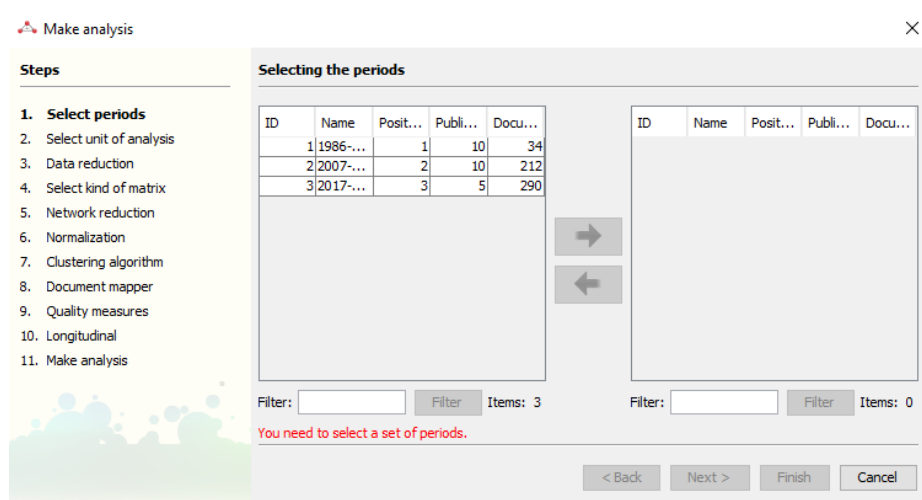 Make analysis
Steps
1. Select periods
2. Select unit of analysis
3. Data reduction
4. Select kind of matrix
5. Network reduction
6. Normalization
7. Clustering algorithm
8. Document mapper
9. Quality measures
10. Longitudinal
11. Make analysis
Selecting the periods
ID Name Posit... Publi... Docu...
1 1986-... 1 10 34
2 2007-... 2 10 212
3 2017-... 3 5 290
Filter: Filter Items: 3
ID Name Posit... Publi... Docu...
Filter: Filter Items: 0
You need to select a set of periods.
< Back Next > Finish Cancel